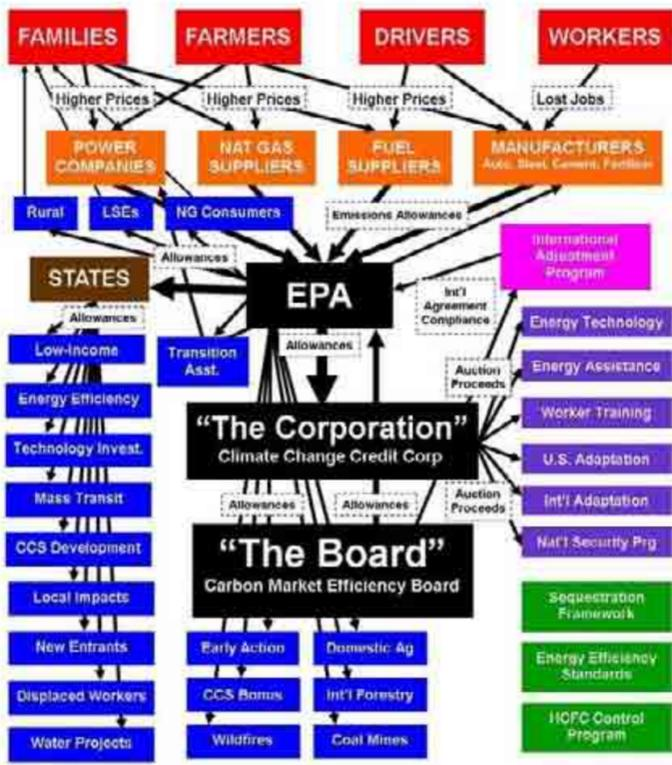 FAMILIES
FARMERS
DRIVERS
WORKERS
Higher Prices
Higher Prices
Higher Prices
Lost Jobs
POWER
COMPANIES
NAT GAS
SUPPLIERS
FUEL
SUPPLIERS
MANUFACTURERS
Auto, Steel, Cement, Fertilizer
Rural
LSEs
NG Consumers
Emissions Allowances
Allowances
International
Adjustment
Program
STATES
EPA
Int'l
Agreement
Compliance
Allowances
Allowances
Energy Technology
Low-Income
Transition
Asst.
Auction
Proceeds
Energy Assistance
Energy Efficiency
"The Corporation"
Climate Change Credit Corp
Worker Training
Technology Invest.
U.S. Adaptation
Mass Transit
Allowances
Allowances
Auction
Proceeds
Int'l Adaptation
CCS Development
"The Board"
Carbon Market Efficiency Board
Nat'l Security Prg
Local Impacts
Sequestration
Framework
New Entrants
Early Action
Domestic Ag
Energy Efficiency
Standards
Displaced Workers
CCS Bonus
Int'l Forestry
HCFC Control
Program
Water Projects
Wildfires
Coal Mines